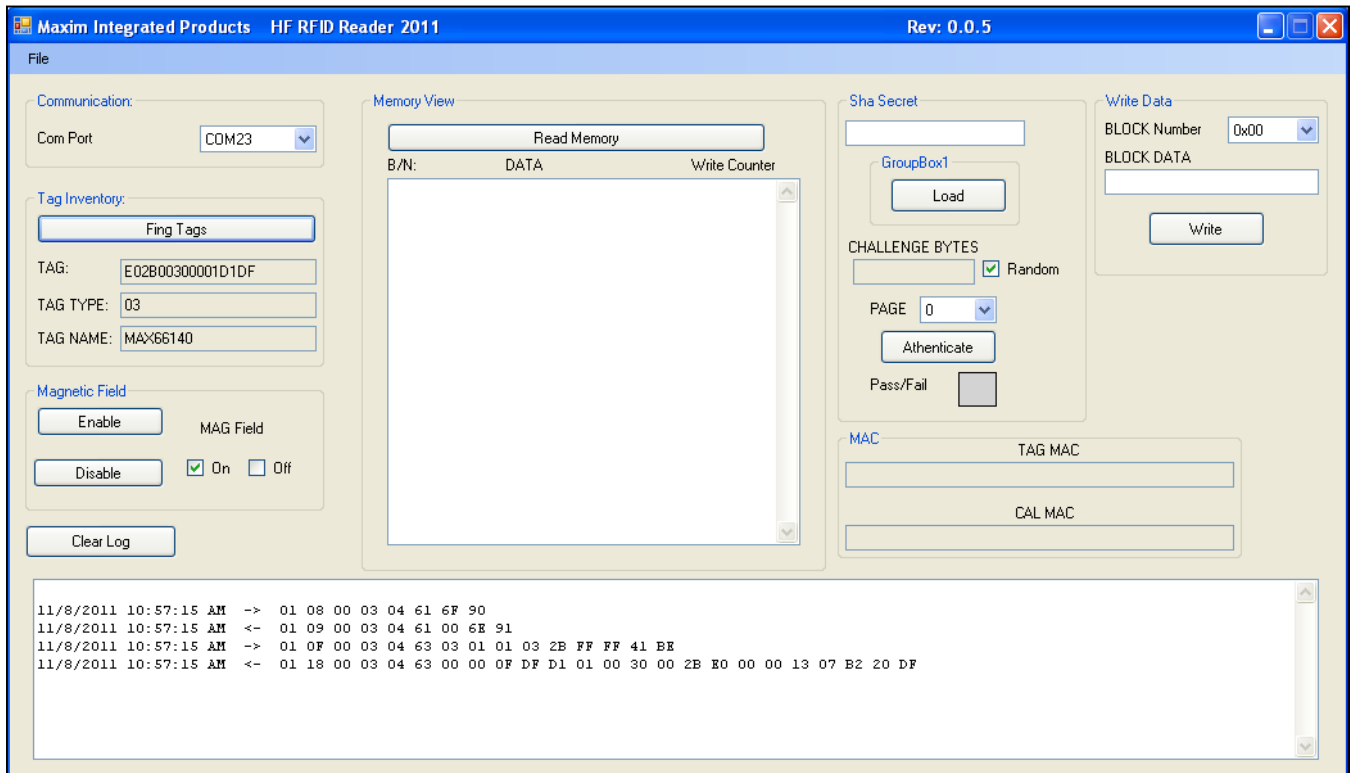 Maxim Integrated Products HF RFID Reader 2011 Rev: 0.0.5
File
Communication:
Com Port COM23
Tag Inventory:
Fing Tags
TAG: E02B00300001D1DF
TAG TYPE: 03
TAG NAME: MAX66140
Magnetic Field
Enable
MAG Field
Disable
On Off
Clear Log
Memory View
Read Memory
B/N: DATA Write Counter
Sha Secret
GroupBox1
Load
CHALLENGE BYTES
Random
PAGE 0
Athenticate
Pass/Fail
Write Data
BLOCK Number 0x00
BLOCK DATA
Write
MAC
TAG MAC
CAL MAC
11/8/2011 10:57:15 AM -> 01 08 00 03 04 61 6F 90
11/8/2011 10:57:15 AM <- 01 09 00 03 04 61 00 6E 91
11/8/2011 10:57:15 AM -> 01 0F 00 03 04 63 03 01 01 03 2B FF FF 41 BE
11/8/2011 10:57:15 AM <- 01 18 00 03 04 63 00 00 0F DF D1 01 00 30 00 2B E0 00 00 13 07 B2 20 DF